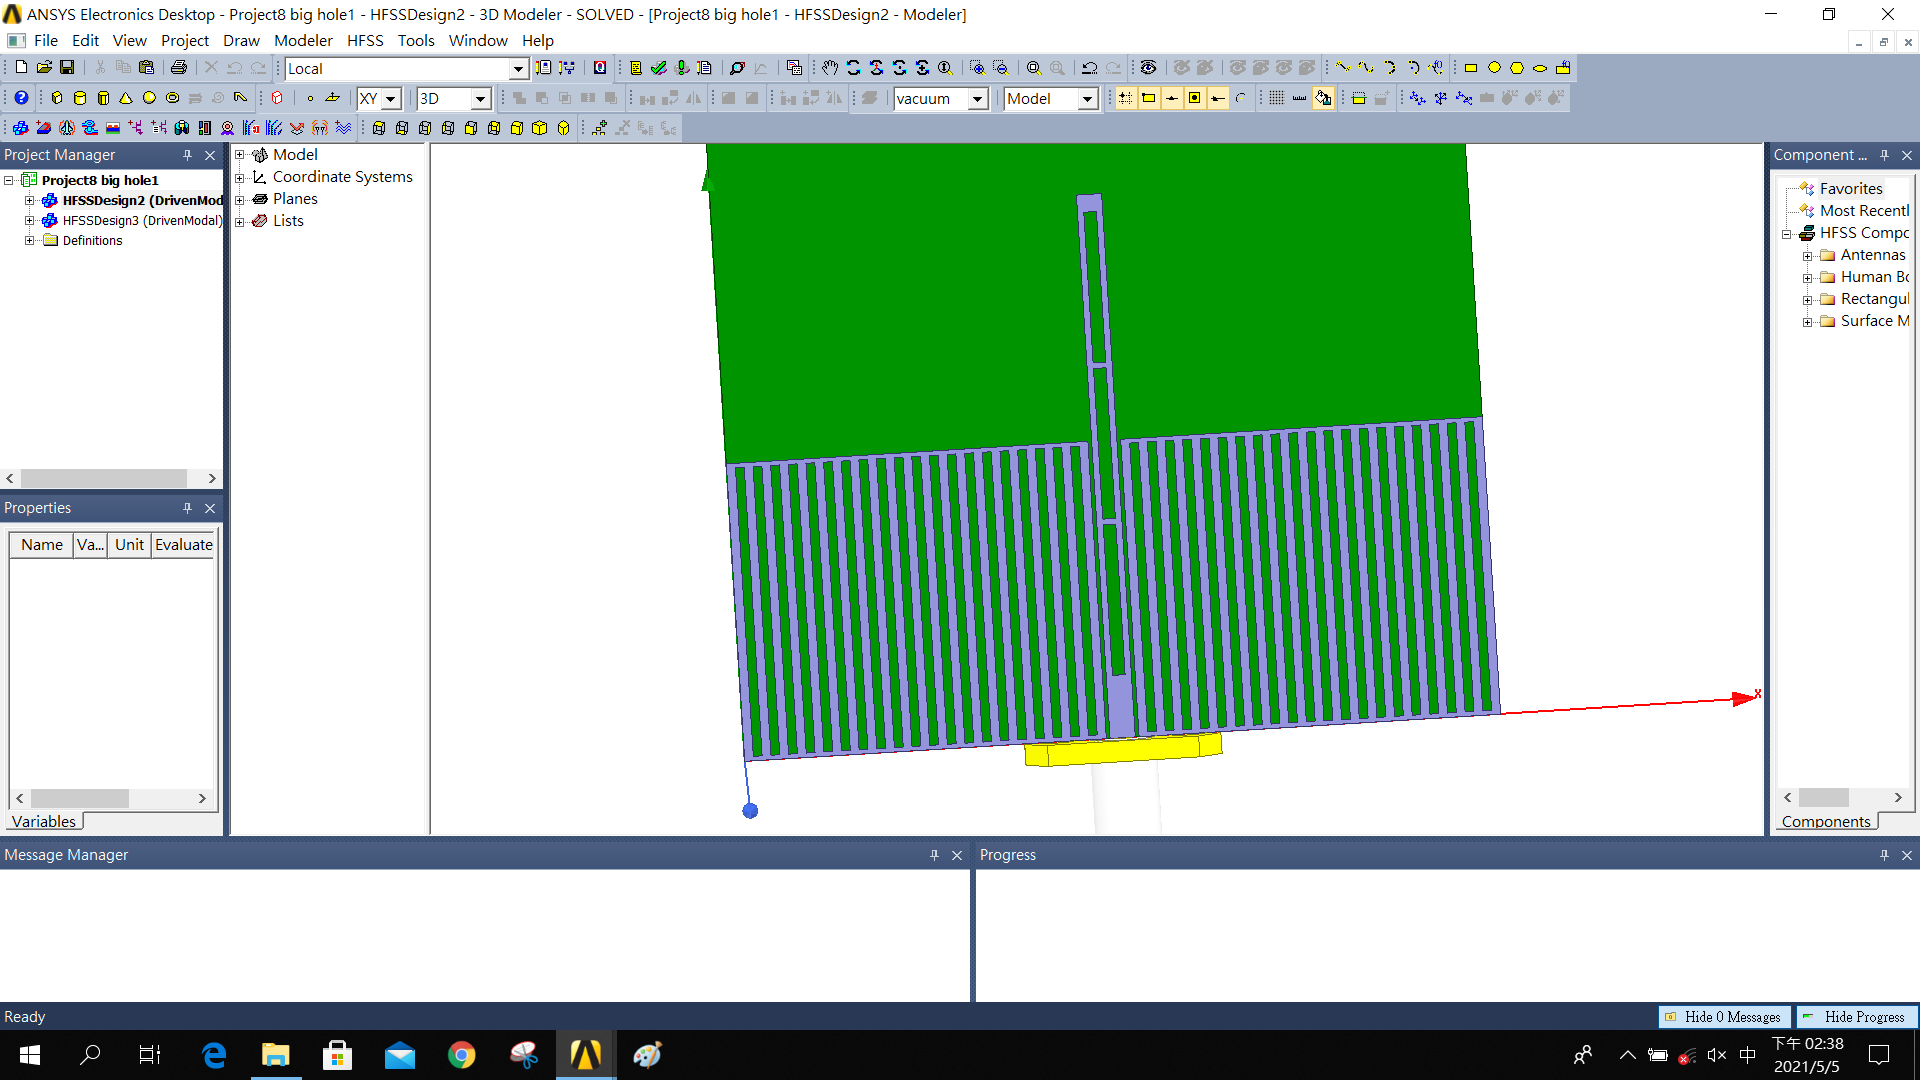 ANSYS Electronics Desktop - Project8 big hole1 - HFSSDesign2 - 3D Modeler - SOLVED - [Project8 big hole1 - HFSSDesign2 - Modeler]
File Edit View Project Draw Modeler HFSS Tools Window Help
Local
XY 3D vacuum Model
Project Manager
Project8 big hole1
HFSSDesign2 (DrivenMod
HFSSDesign3 (DrivenModal)
Definitions
Properties
Name Va... Unit Evaluate
Variables
Model
Coordinate Systems
Planes
Lists
X
Component ...
Favorites
Most Recentl
HFSS Compo
Antennas
Human Bo
Rectangul
Surface M
Components
Message Manager
Progress
Ready
Hide 0 Messages Hide Progress
中
下午 02:38
2021/5/5